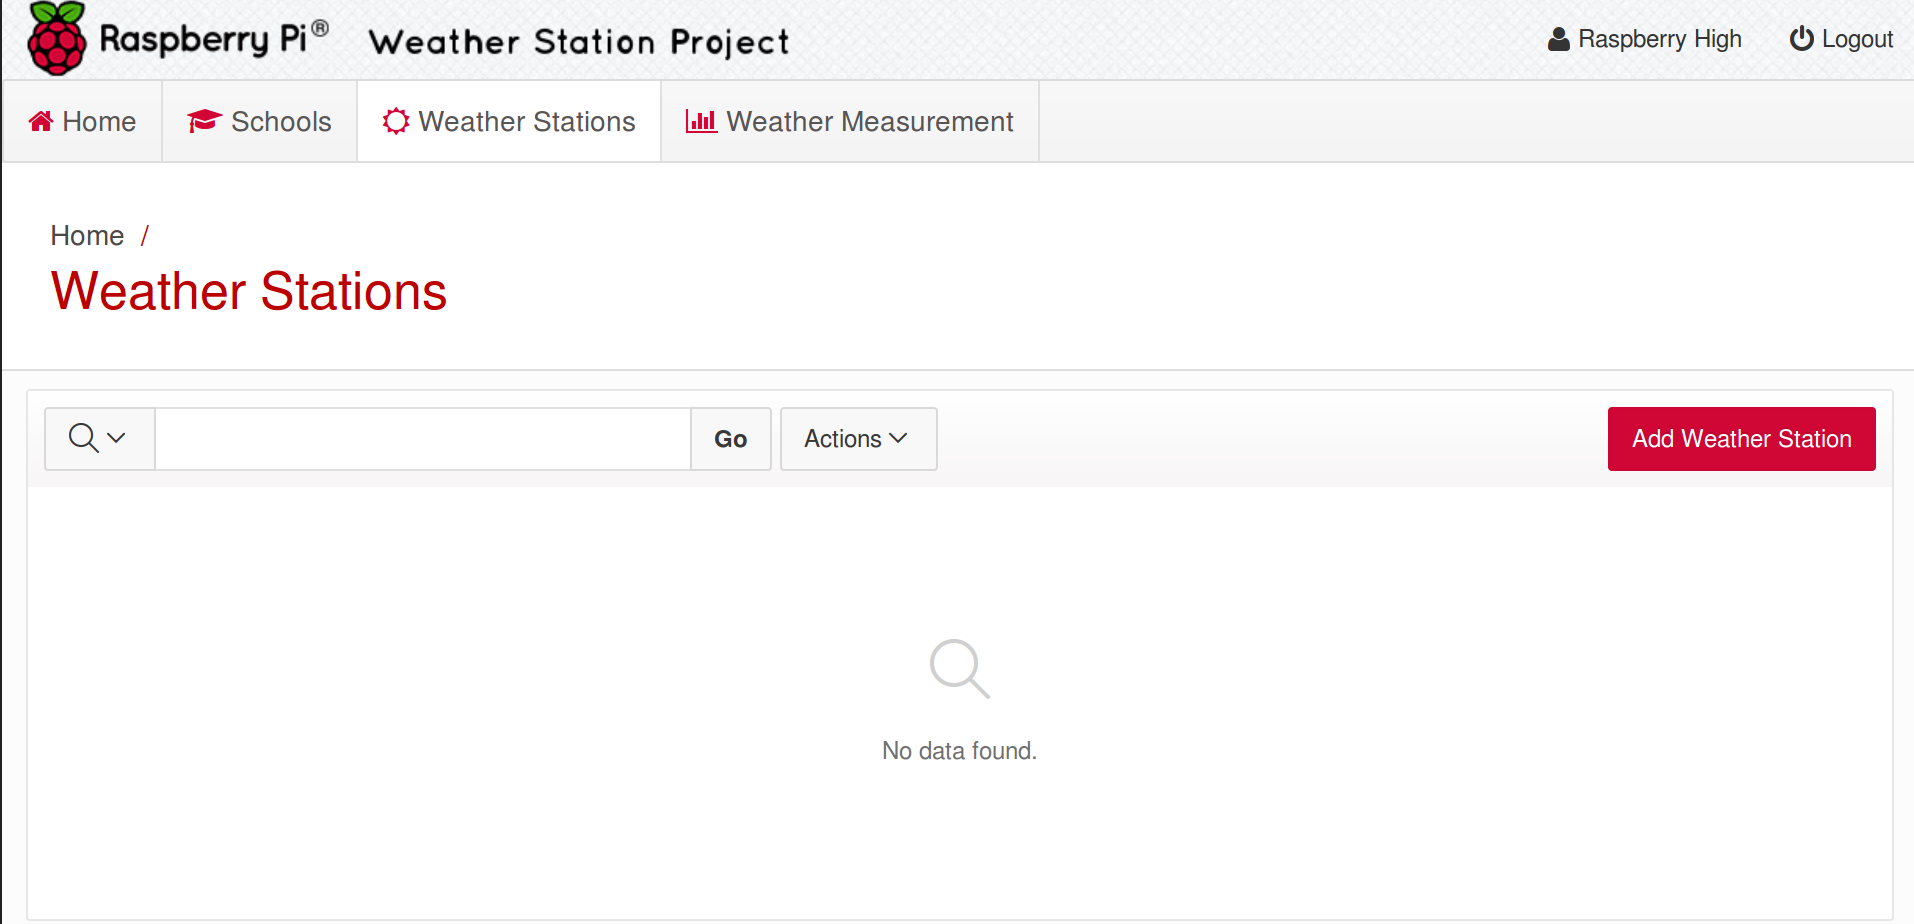 Raspberry Pi® Weather Station Project Raspberry High Logout
Home Schools Weather Stations Weather Measurement
Home /
Weather Stations
Go Actions Add Weather Station
No data found.